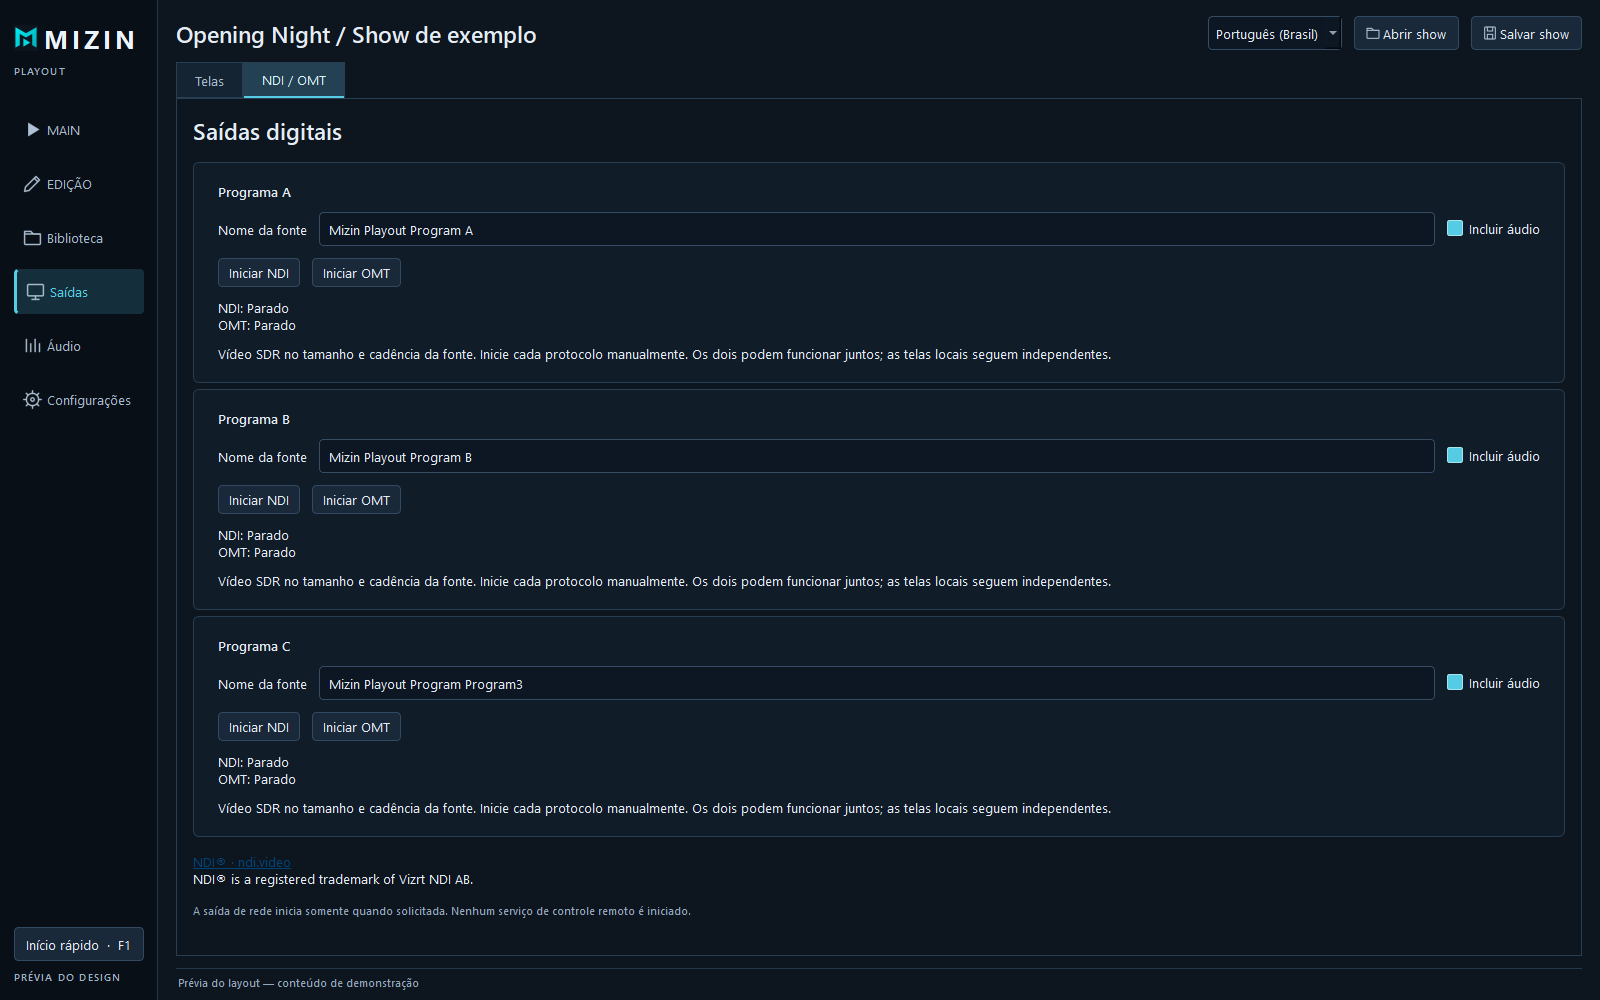 MIZIN
PLAYOUT
MAIN
EDIÇÃO
Biblioteca
Saídas
Áudio
Configurações
Início rápido · F1
PRÉVIA DO DESIGN
Opening Night / Show de exemplo
Português (Brasil)
Abrir show
Salvar show
Telas
NDI / OMT
Saídas digitais
Programa A
Nome da fonte
Mizin Playout Program A
Incluir áudio
Iniciar NDI
Iniciar OMT
NDI: Parado
OMT: Parado
Vídeo SDR no tamanho e cadência da fonte. Inicie cada protocolo manualmente. Os dois podem funcionar juntos; as telas locais seguem independentes.
Programa B
Nome da fonte
Mizin Playout Program B
Incluir áudio
Iniciar NDI
Iniciar OMT
NDI: Parado
OMT: Parado
Vídeo SDR no tamanho e cadência da fonte. Inicie cada protocolo manualmente. Os dois podem funcionar juntos; as telas locais seguem independentes.
Programa C
Nome da fonte
Mizin Playout Program Program3
Incluir áudio
Iniciar NDI
Iniciar OMT
NDI: Parado
OMT: Parado
Vídeo SDR no tamanho e cadência da fonte. Inicie cada protocolo manualmente. Os dois podem funcionar juntos; as telas locais seguem independentes.
NDI® · ndi.video
NDI® is a registered trademark of Vizrt NDI AB.
A saída de rede inicia somente quando solicitada. Nenhum serviço de controle remoto é iniciado.
Prévia do layout — conteúdo de demonstração